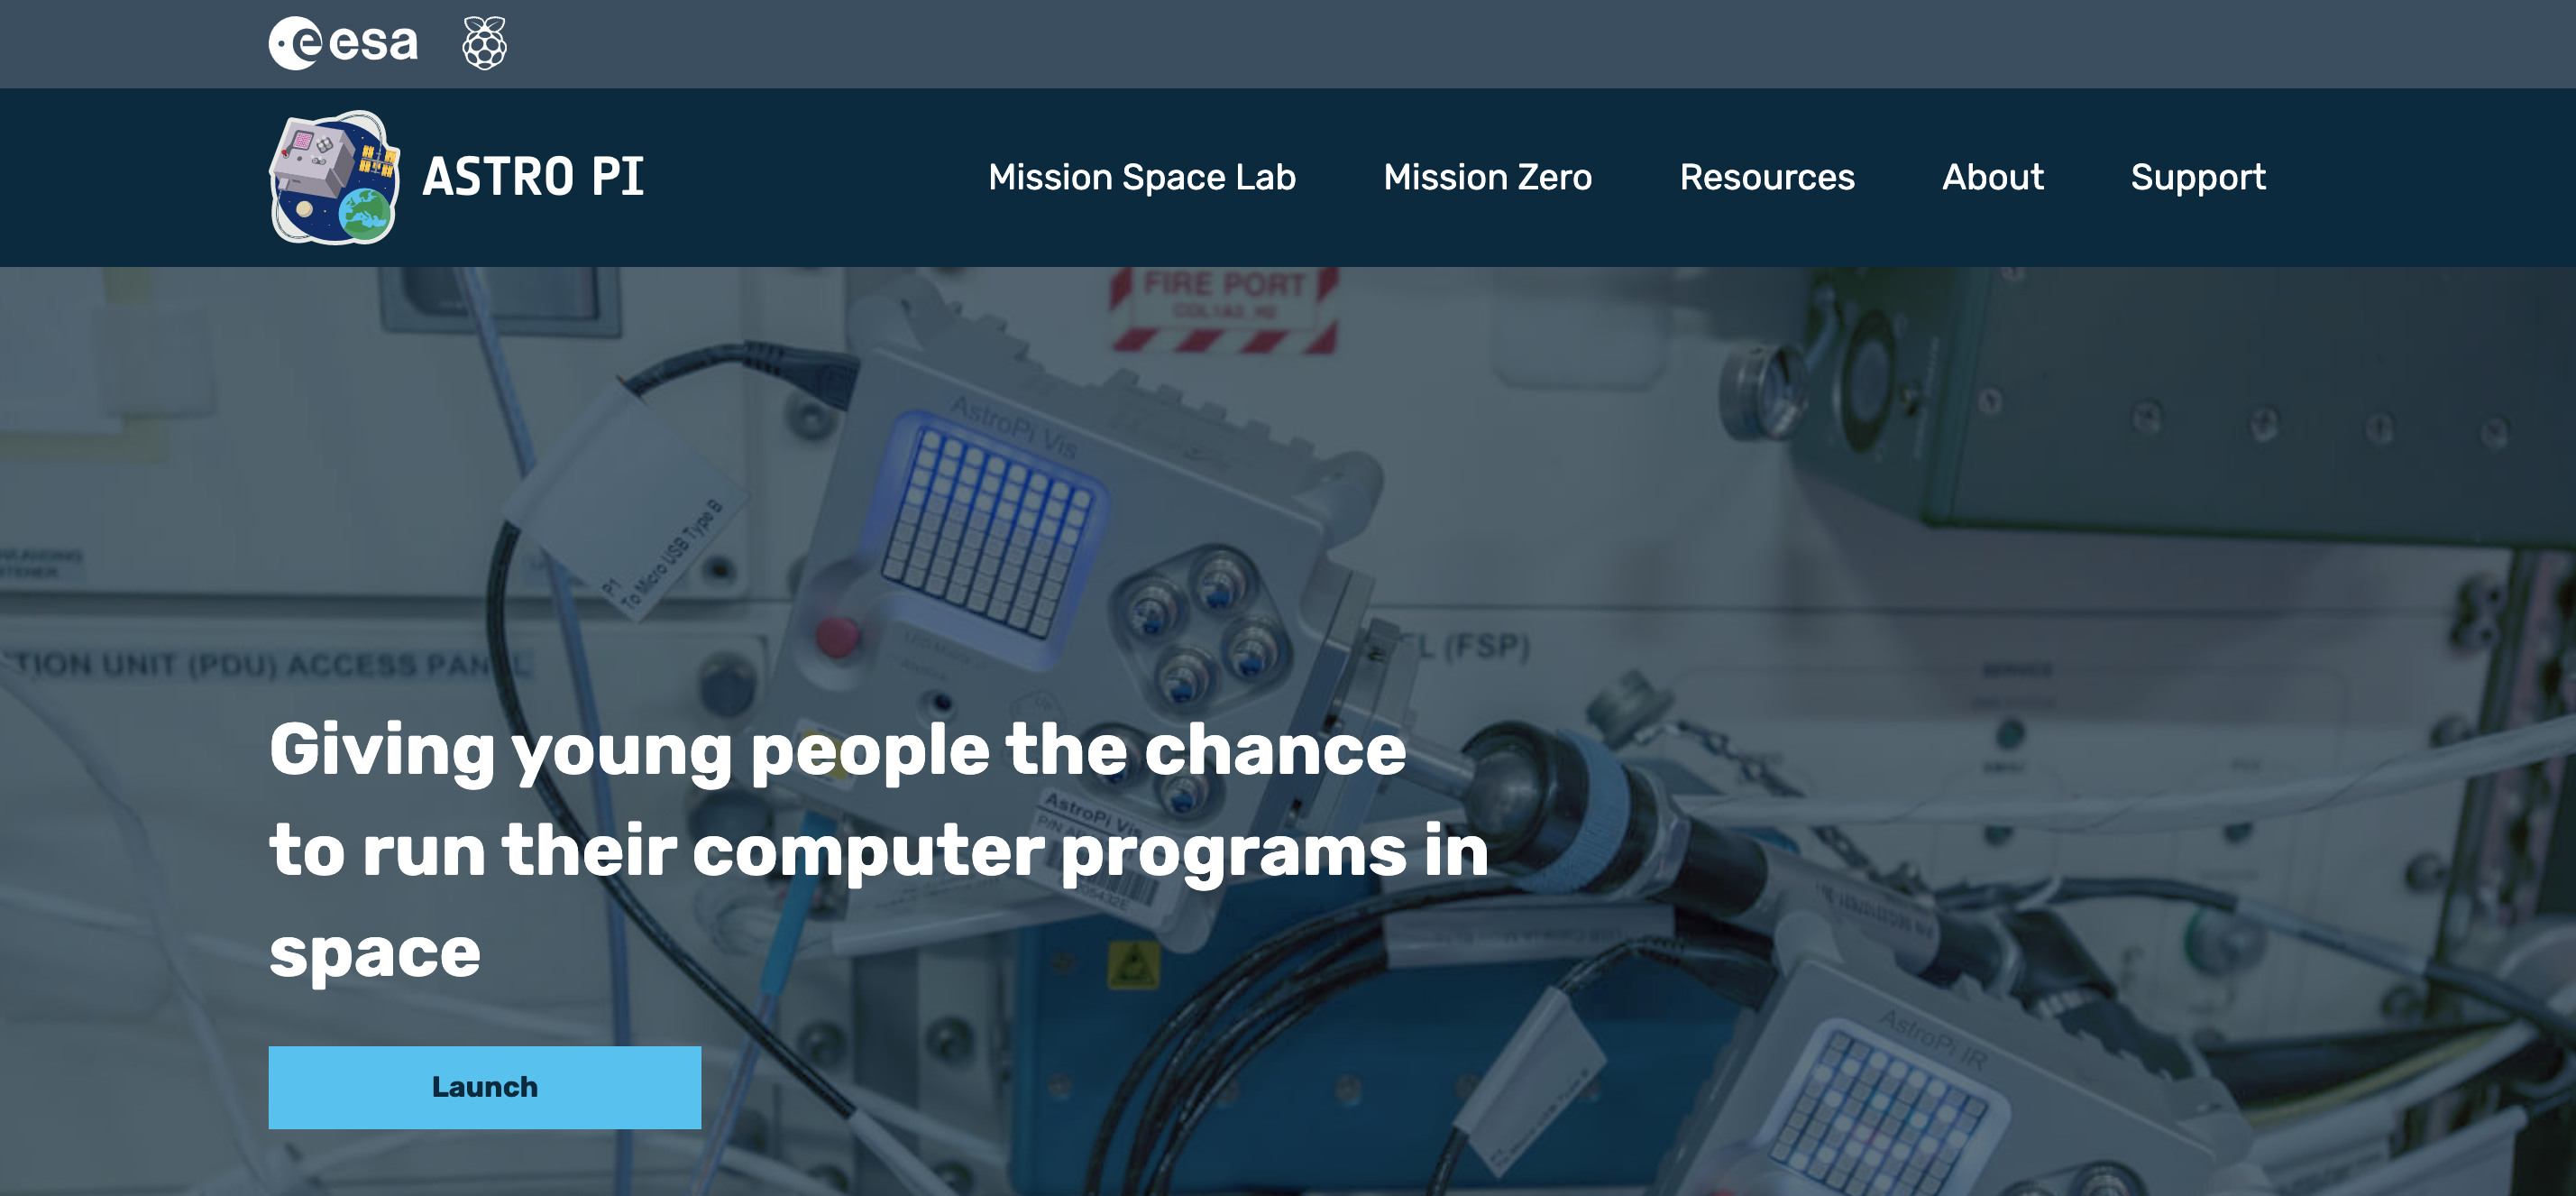 esa
ASTRO PI
Mission Space Lab
Mission Zero
Resources
About
Support
FIRE PORT
AstroPi Vis
P1
To Micro USB Type B
TION UNIT (PDU) ACCESS PANEL
EL (FSP)
Giving young people the chance
to run their computer programs in
space
AstroPi Vis
Launch
AstroPi IR